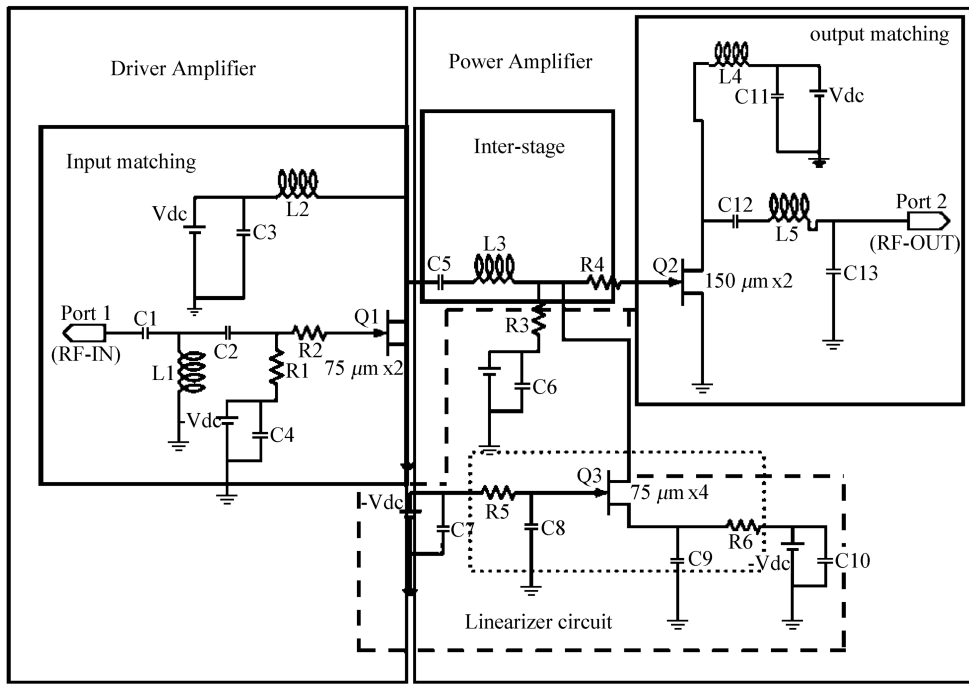 Driver Amplifier
Power Amplifier
output matching
Input matching
Inter-stage
L4
C11
Vdc
L2
Vdc
C3
C12
L5
Port 2
(RF-OUT)
C13
C5
L3
R4
Q2
150 μm x2
Port 1
(RF-IN)
C1
C2
R2
Q1
75 μm x2
L1
R1
-Vdc
C4
R3
C6
Q3
75 μm x4
-Vdc
C7
R5
C8
C9
R6
-Vdc
C10
Linearizer circuit